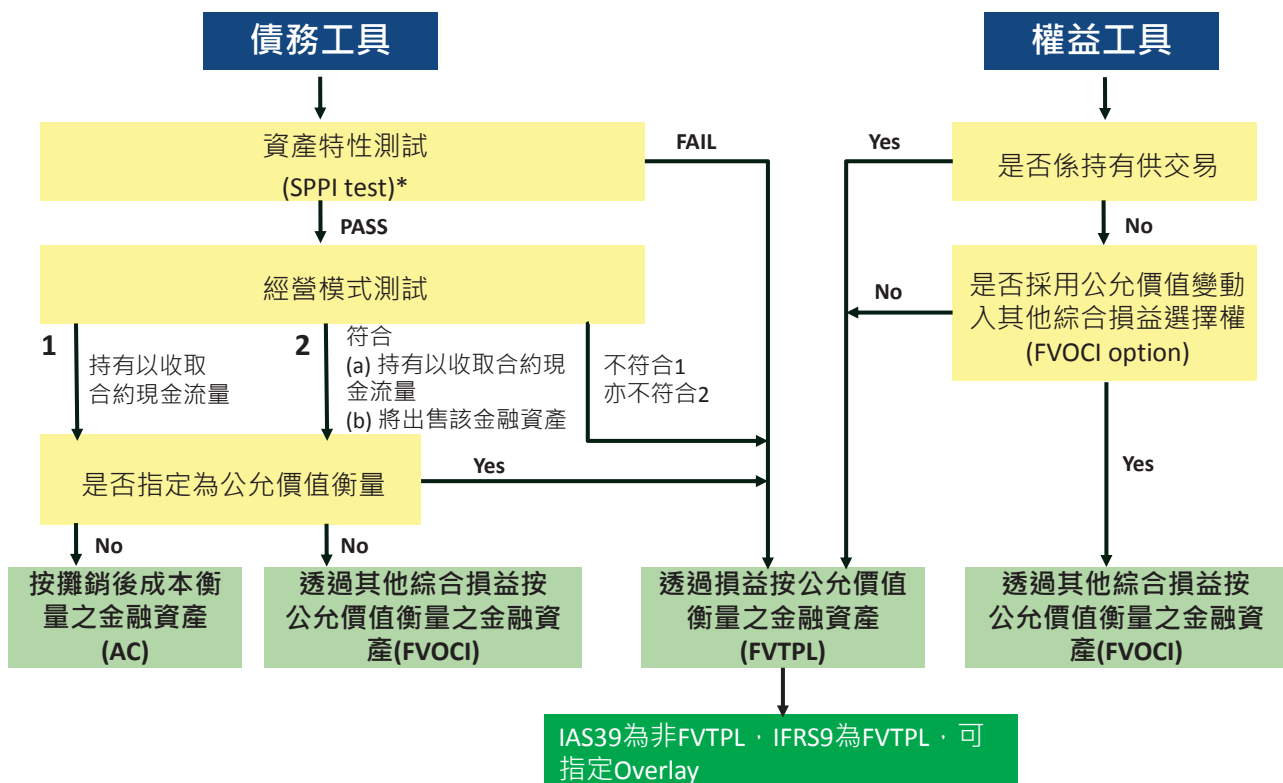 債務工具
權益工具
資產特性測試
(SPPI test)*
FAIL
Yes
是否係持有供交易
PASS
No
經營模式測試
No
是否採用公允價值變動
入其他綜合損益選擇權
(FVOCI option)
1
持有以收取
合約現金流量
2
符合
(a) 持有以收取合約現
金流量
(b) 將出售該金融資產
不符合1
亦不符合2
是否指定為公允價值衡量
Yes
Yes
No
No
按攤銷後成本衡
量之金融資產
(AC)
透過其他綜合損益按
公允價值衡量之金融資
產(FVOCI)
透過損益按公允價值
衡量之金融資產
(FVTPL)
透過其他綜合損益按
公允價值衡量之金融資
產(FVOCI)
IAS39為非FVTPL，IFRS9為FVTPL，可
指定Overlay